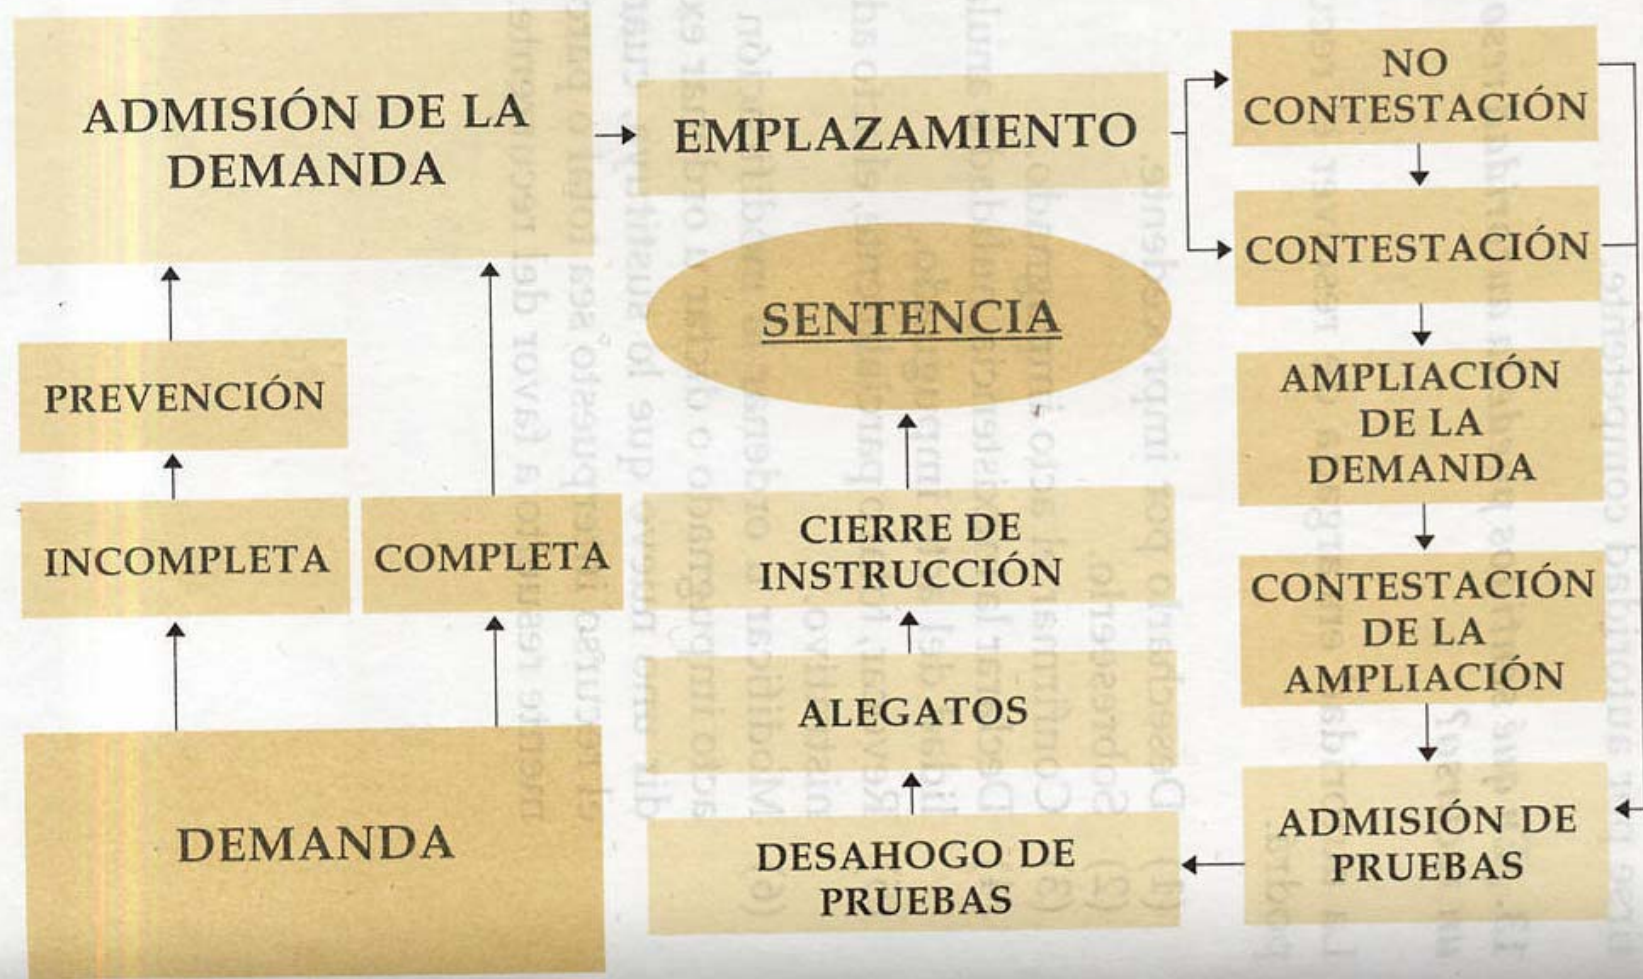 ADMISIÓN DE LA
DEMANDA
EMPLAZAMIENTO
NO
CONTESTACIÓN
CONTESTACIÓN
SENTENCIA
PREVENCIÓN
AMPLIACIÓN
DE LA
DEMANDA
INCOMPLETA
COMPLETA
CIERRE DE
INSTRUCCIÓN
CONTESTACIÓN
DE LA
AMPLIACIÓN
ALEGATOS
DEMANDA
DESAHOGO DE
PRUEBAS
ADMISIÓN DE
PRUEBAS